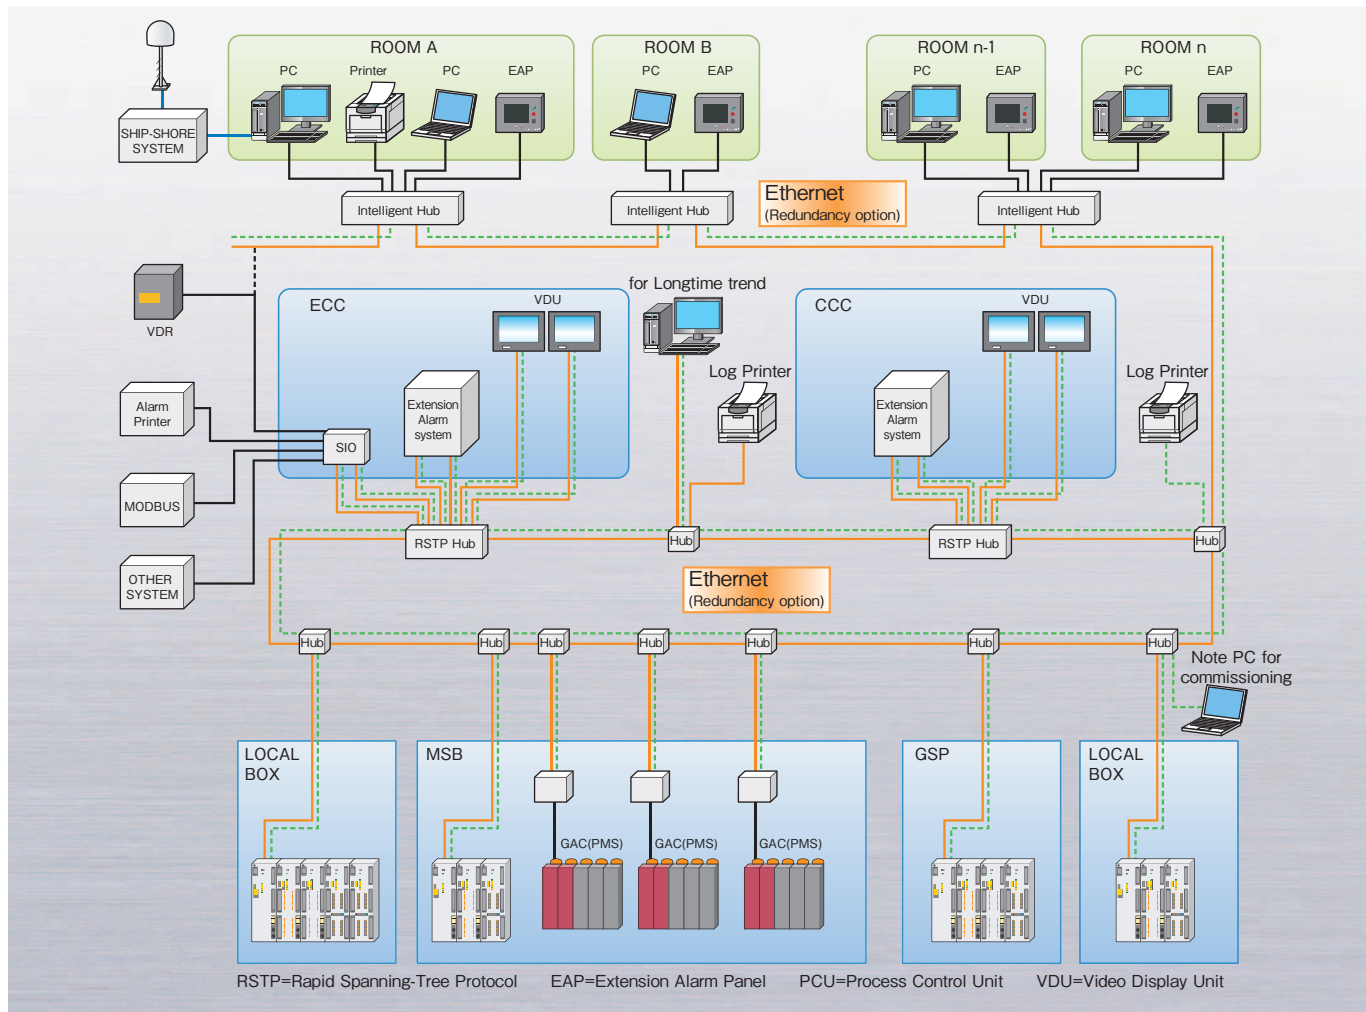 ROOM A
ROOM B
ROOM n-1
ROOM n
PC
Printer
PC
EAP
PC
EAP
PC
EAP
PC
EAP
SHIP-SHORE
SYSTEM
Intelligent Hub
Intelligent Hub
Intelligent Hub
Ethernet
(Redundancy option)
VDR
ECC
VDU
for Longtime trend
CCC
VDU
Log Printer
Log Printer
Alarm
Printer
Extension
Alarm
system
Extension
Alarm
system
SIO
MODBUS
RSTP Hub
Hub
RSTP Hub
Hub
OTHER
SYSTEM
Ethernet
(Redundancy option)
Hub
Hub
Hub
Hub
Hub
Hub
Hub
Note PC for
commissioning
LOCAL
BOX
MSB
GSP
LOCAL
BOX
GAC(PMS)
GAC(PMS)
GAC(PMS)
RSTP=Rapid Spanning-Tree Protocol
EAP=Extension Alarm Panel
PCU=Process Control Unit
VDU=Video Display Unit